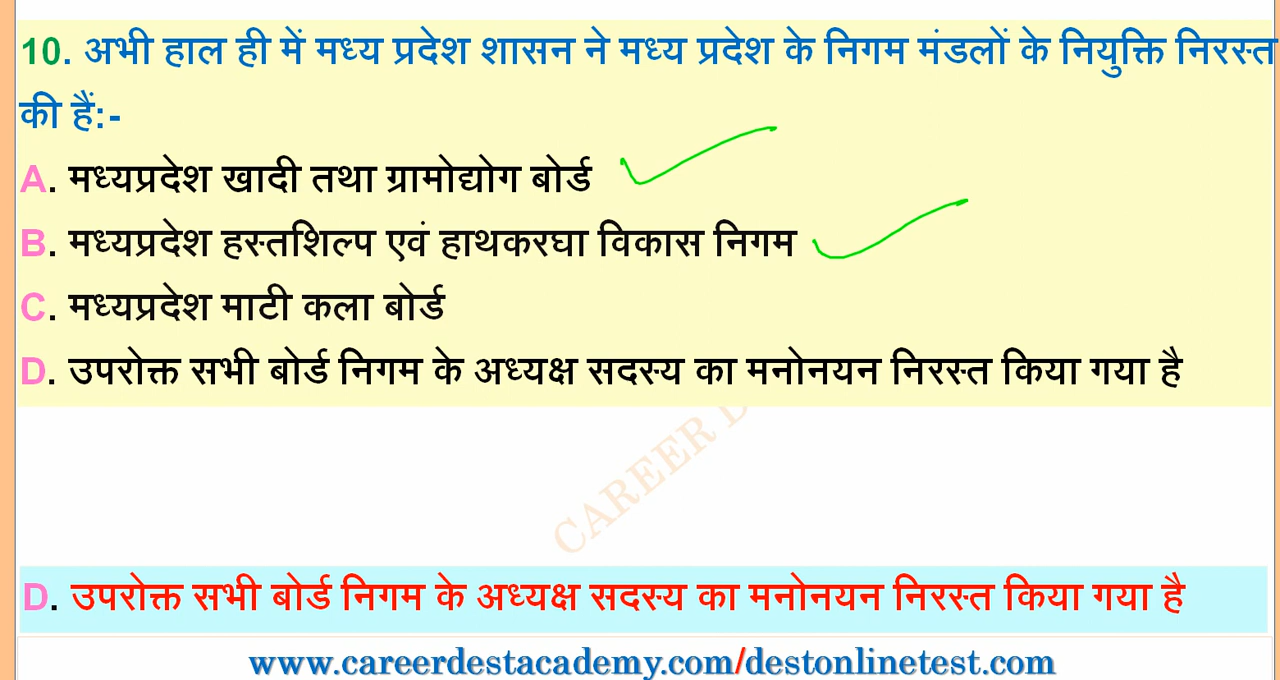 10. अभी हाल ही में मध्य प्रदेश शासन ने मध्य प्रदेश के निगम मंडलों के नियुक्ति निरस्त
की हैं:-
A. मध्यप्रदेश खादी तथा ग्रामोद्योग बोर्ड
B. मध्यप्रदेश हस्तशिल्प एवं हाथकरघा विकास निगम
C. मध्यप्रदेश माटी कला बोर्ड
D. उपरोक्त सभी बोर्ड निगम के अध्यक्ष सदस्य का मनोनयन निरस्त किया गया है
CAREER D
D. उपरोक्त सभी बोर्ड निगम के अध्यक्ष सदस्य का मनोनयन निरस्त किया गया है
www.careerdestacademy.com/destonlinetest.com